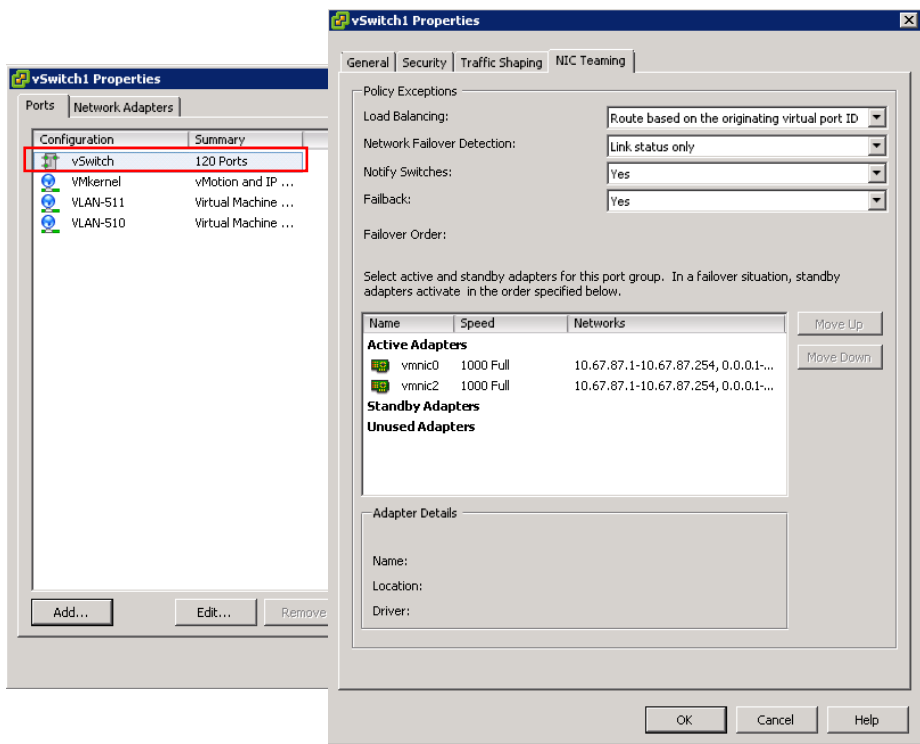 vSwitch1 Properties
Ports Network Adapters
Configuration Summary
vSwitch 120 Ports
VMkernel vMotion and IP ...
VLAN-511 Virtual Machine ...
VLAN-510 Virtual Machine ...
Add... Edit... Remove
vSwitch1 Properties
General Security Traffic Shaping NIC Teaming
Policy Exceptions
Load Balancing: Route based on the originating virtual port ID
Network Failover Detection: Link status only
Notify Switches: Yes
Failback: Yes
Failover Order:
Select active and standby adapters for this port group. In a failover situation, standby
adapters activate in the order specified below.
Name Speed Networks
Move Up
Active Adapters
Move Down
vmnic0 1000 Full 10.67.87.1-10.67.87.254, 0.0.0.1-...
vmnic2 1000 Full 10.67.87.1-10.67.87.254, 0.0.0.1-...
Standby Adapters
Unused Adapters
Adapter Details
Name:
Location:
Driver:
OK Cancel Help